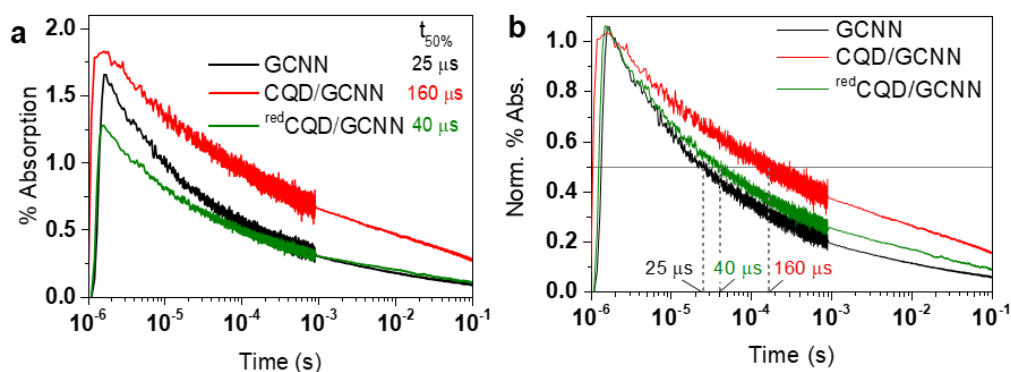 a
% Absorption
2.0
1.5
1.0
0.5
0.0
t50%
GCNN 25 μs
CQD/GCNN 160 μs
redCQD/GCNN 40 μs
10-6 10-5 10-4 10-3 10-2 10-1
Time (s)
b
Norm. % Abs.
1.0
0.8
0.6
0.4
0.2
0.0
GCNN
CQD/GCNN
redCQD/GCNN
25 μs 40 μs 160 μs
10-6 10-5 10-4 10-3 10-2 10-1
Time (s)